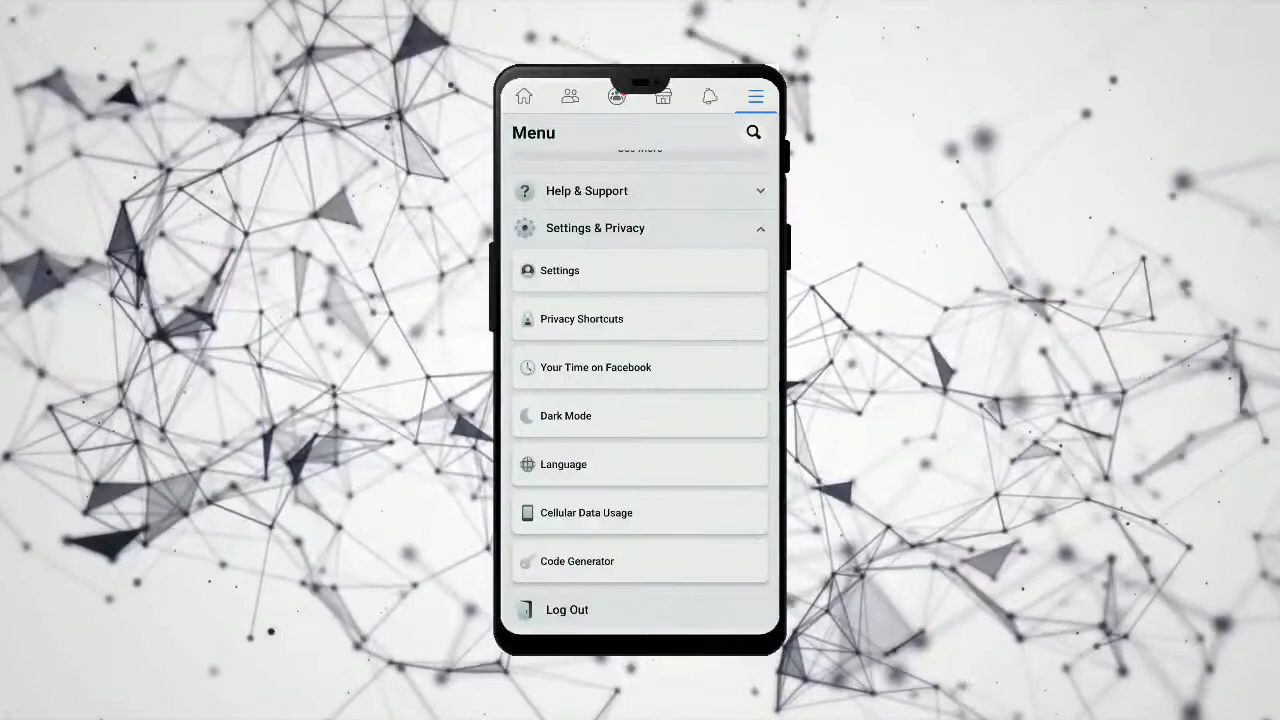 Menu
Help & Support
Settings & Privacy
Settings
Privacy Shortcuts
Your Time on Facebook
Dark Mode
Language
Cellular Data Usage
Code Generator
Log Out